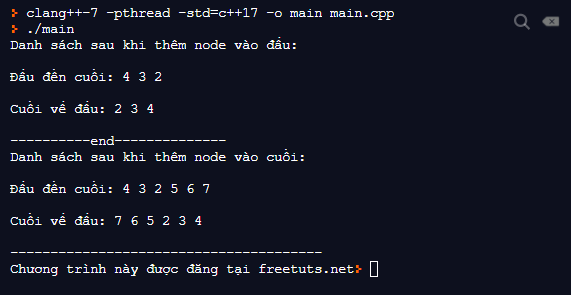 clang++-7 -pthread -std=c++17 -o main main.cpp
./main
Danh sách sau khi thêm node vào đầu:
Đầu đến cuối: 4 3 2
Cuối về đầu: 2 3 4
----------end--------------
Danh sách sau khi thêm node vào cuối:
Đầu đến cuối: 4 3 2 5 6 7
Cuối về đầu: 7 6 5 2 3 4
---------------------------------------
Chương trình này được đăng tại freetuts.net